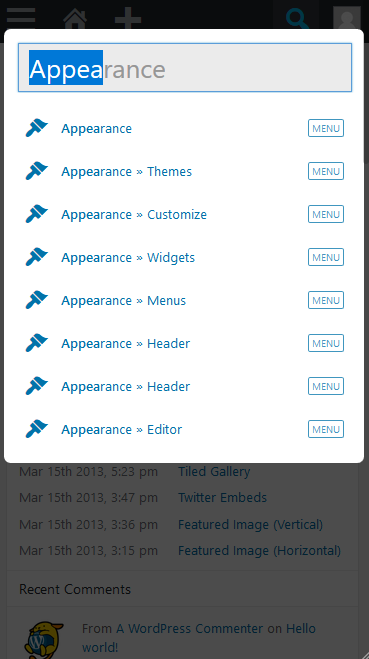 Appearance
Appearance MENU
Appearance » Themes MENU
Appearance » Customize MENU
Appearance » Widgets MENU
Appearance » Menus MENU
Appearance » Header MENU
Appearance » Header MENU
Appearance » Editor MENU
Mar 15th 2013, 5:23 pm Tiled Gallery
Mar 15th 2013, 3:47 pm Twitter Embeds
Mar 15th 2013, 3:36 pm Featured Image (Vertical)
Mar 15th 2013, 3:15 pm Featured Image (Horizontal)
Recent Comments
From A WordPress Commenter on Hello
world!